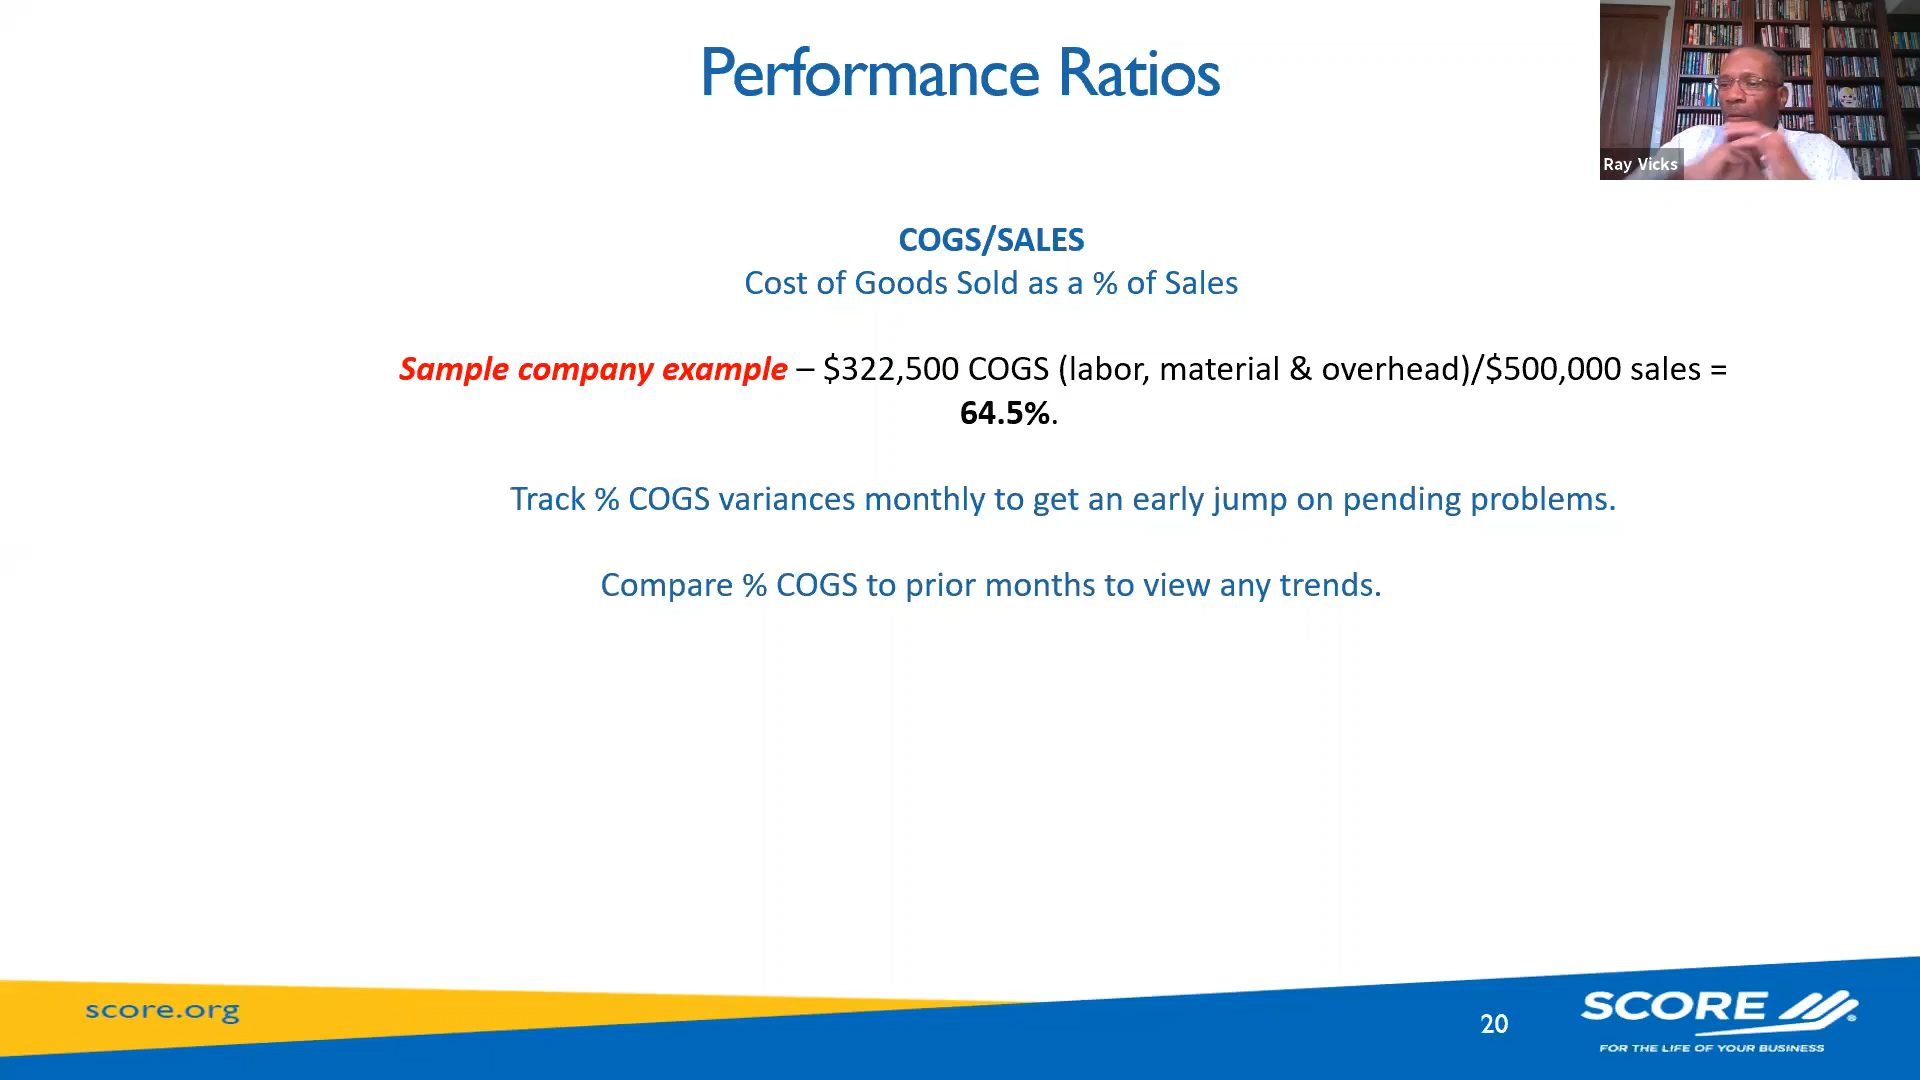 Performance Ratios
Ray Vicks
COGS/SALES
Cost of Goods Sold as a % of Sales
Sample company example – $322,500 COGS (labor, material & overhead)/$500,000 sales =
64.5%.
Track % COGS variances monthly to get an early jump on pending problems.
Compare % COGS to prior months to view any trends.
score.org
20
SCORE
FOR THE LIFE OF YOUR BUSINESS